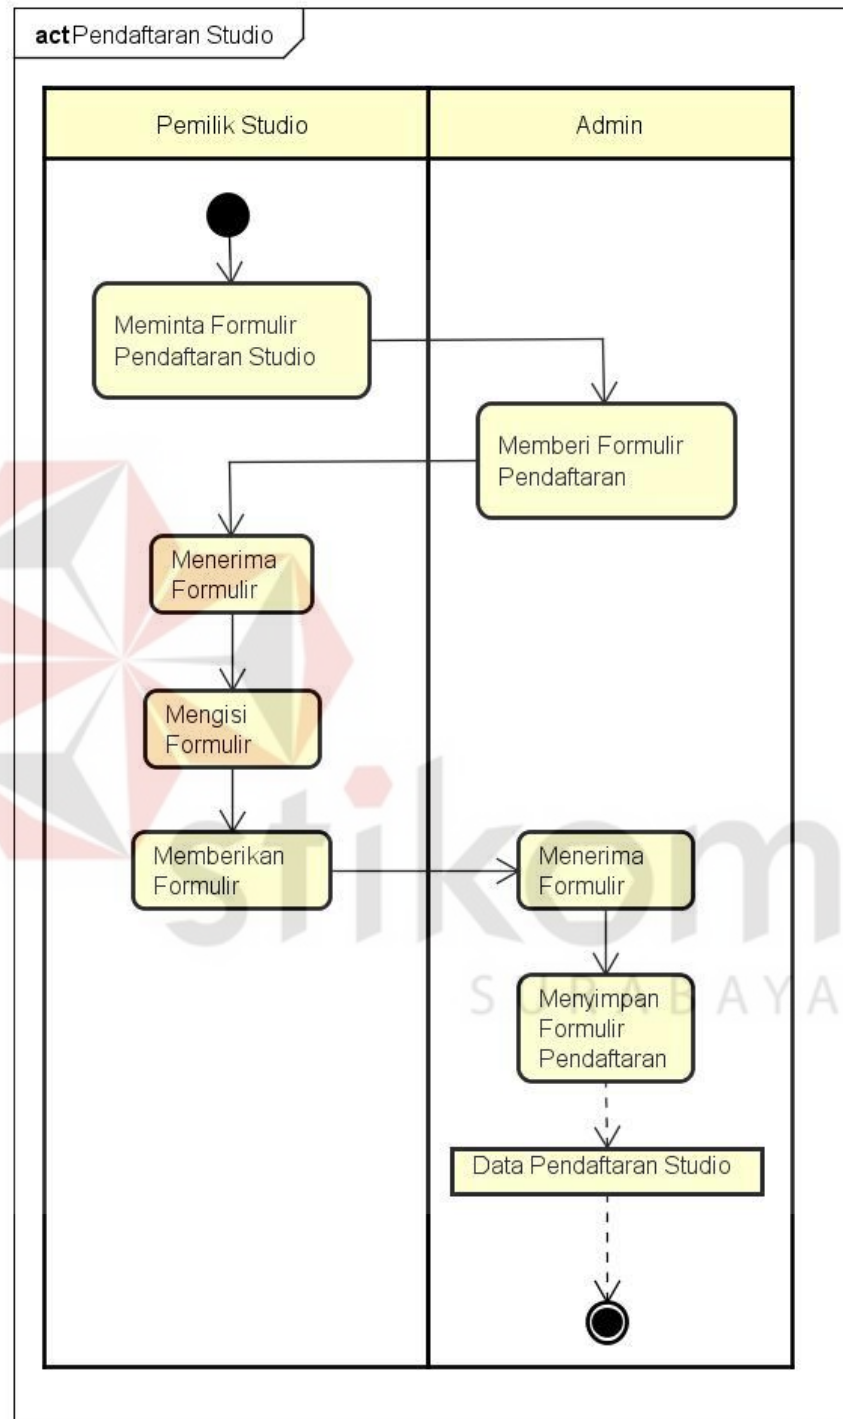 act Pendaftaran Studio
Pemilik Studio
Admin
Meminta Formulir
Pendaftaran Studio
Memberi Formulir
Pendaftaran
Menerima
Formulir
Mengisi
Formulir
Memberikan
Formulir
Menerima
Formulir
Menyimpan
Formulir
Pendaftaran
Data Pendaftaran Studio
stikom
SURABAYA